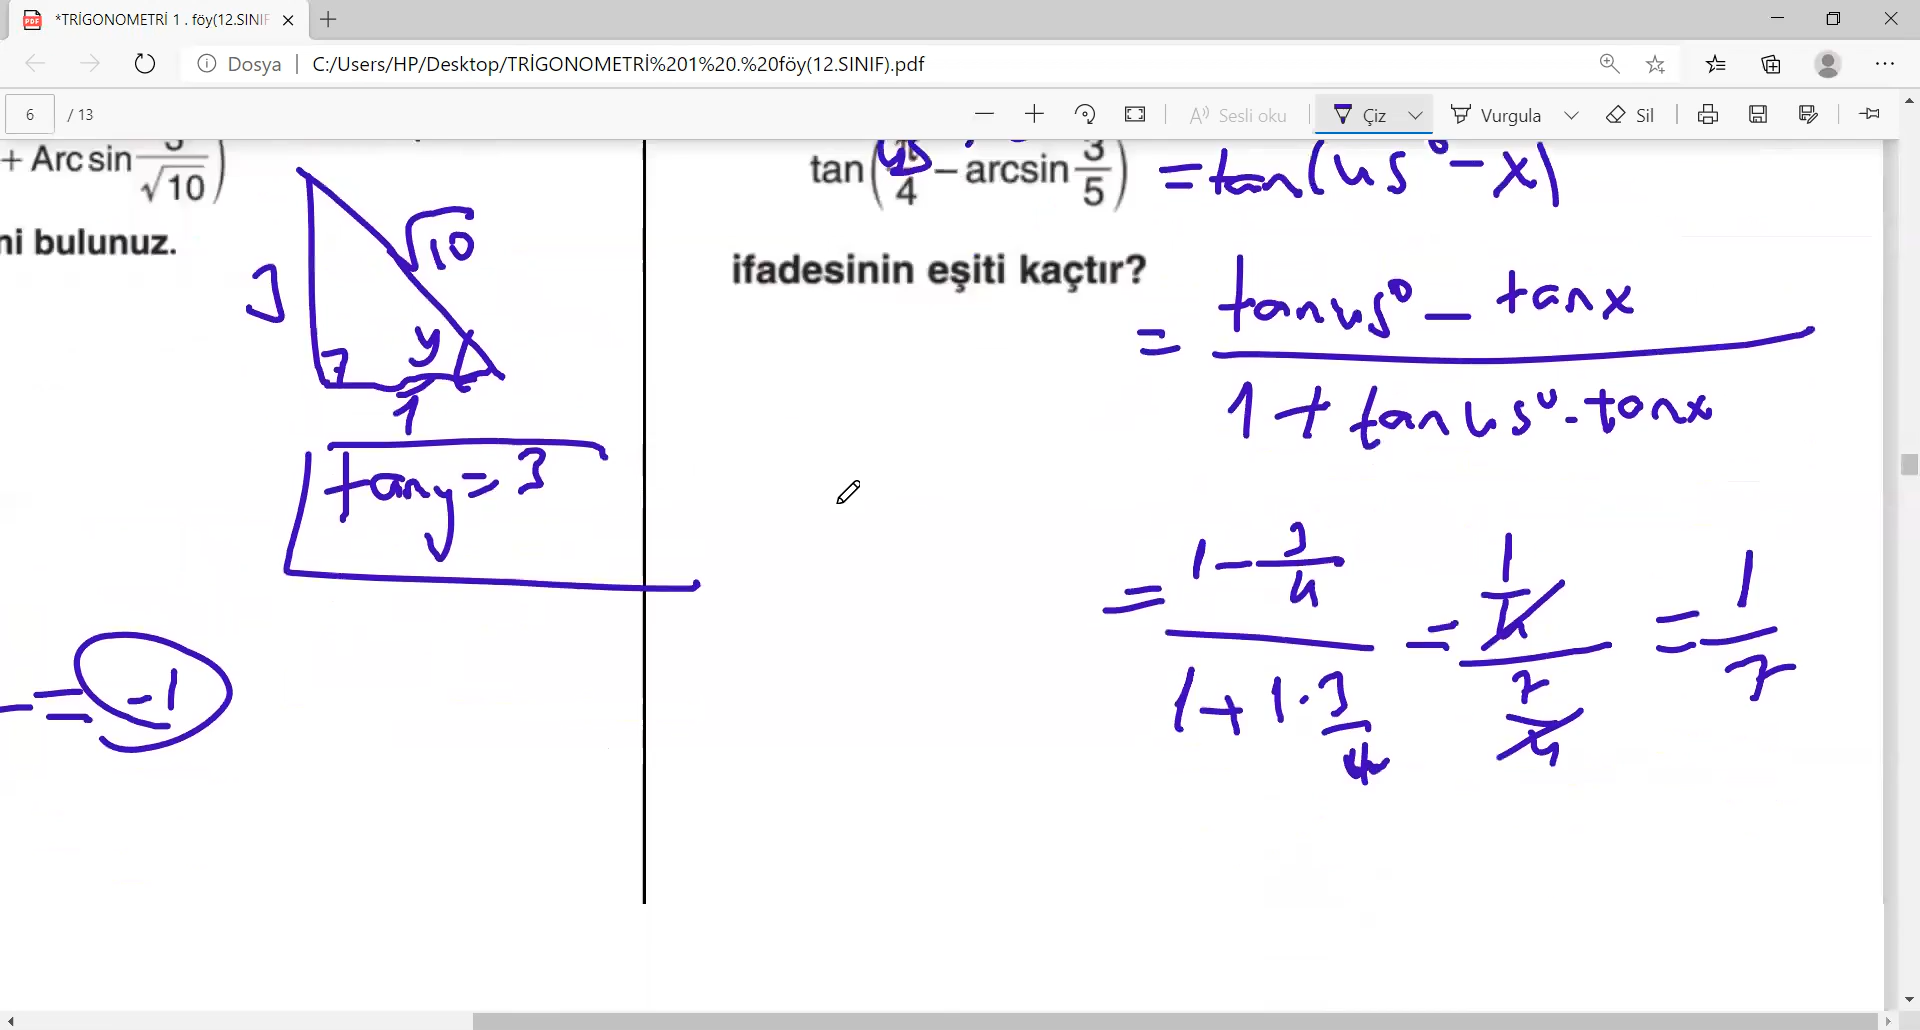 *TRİGONOMETRİ 1 . föy(12.SINIF
Dosya | C:/Users/HP/Desktop/TRİGONOMETRİ%201%20.%20föy(12.SINIF).pdf
6 / 13
Sesli oku
Çiz
Vurgula
Sil
+ Arc sin 3/√10)
ni bulunuz.
3
√10
y
1
tany = 3
= -1
tan(π/4 − arcsin 3/5) = tan(45° − x)
ifadesinin eşiti kaçtır?
= (tan45° − tanx)/(1 + tan45° · tanx)
= (1 − 3/4)/(1 + 1 · 3/4) = (1/4)/(7/4) = 1/7